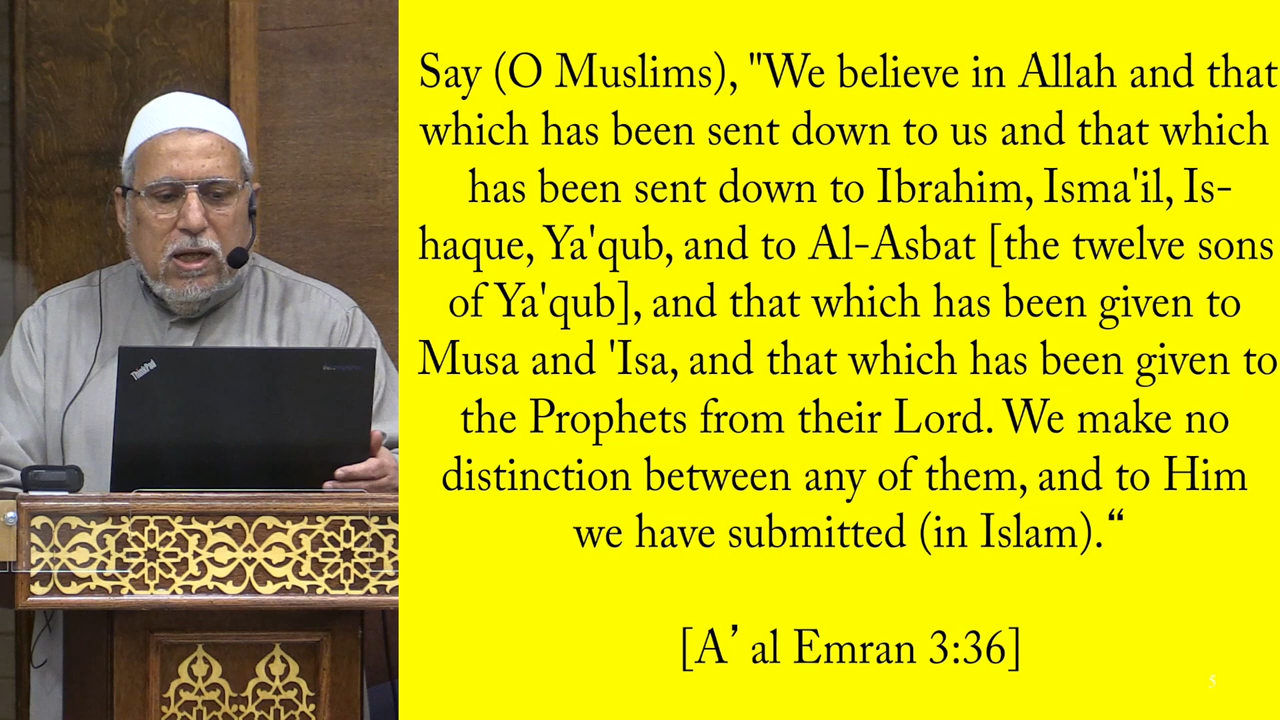 Say (O Muslims), "We believe in Allah and that
which has been sent down to us and that which
has been sent down to Ibrahim, Isma'il, Is-
haque, Ya'qub, and to Al-Asbat [the twelve sons
of Ya'qub], and that which has been given to
Musa and 'Isa, and that which has been given to
the Prophets from their Lord. We make no
distinction between any of them, and to Him
we have submitted (in Islam).“
[A’ al Emran 3:36]
5
ThinkPad